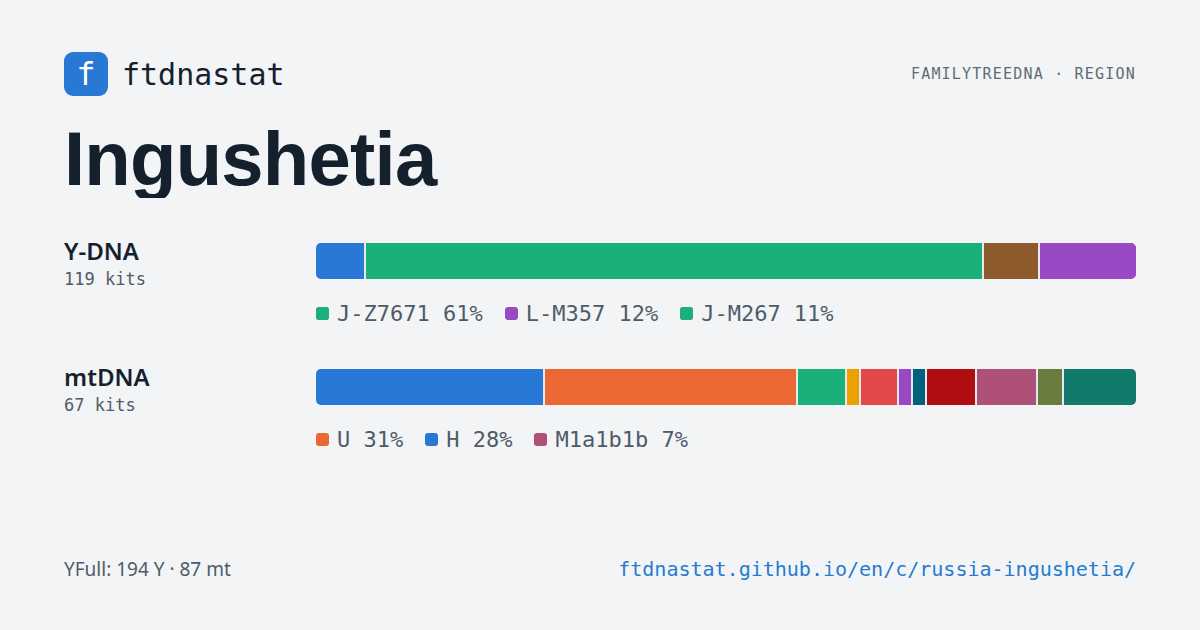 f ftdnastat
FAMILYTREEDNA · REGION
Ingushetia
Y-DNA
119 kits
J-Z7671 61% L-M357 12% J-M267 11%
mtDNA
67 kits
U 31% H 28% M1a1b1b 7%
YFull: 194 Y · 87 mt
ftdnastat.github.io/en/c/russia-ingushetia/